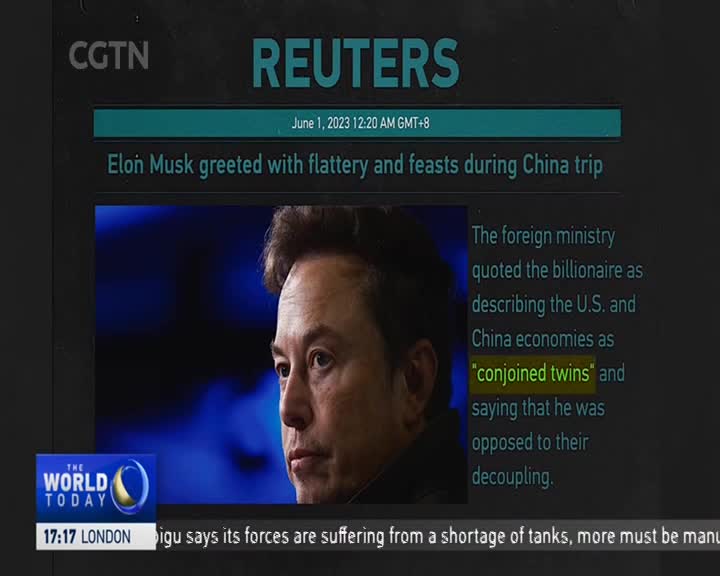 CGTN
REUTERS
June 1, 2023 12:20 AM GMT+8
Elon Musk greeted with flattery and feasts during China trip
The foreign ministry
quoted the billionaire as
describing the U.S. and
China economies as
"conjoined twins" and
saying that he was
opposed to their
decoupling.
THE
WORLD
TODAY
17:17 LONDON
says its forces are suffering from a shortage of tanks, more must be